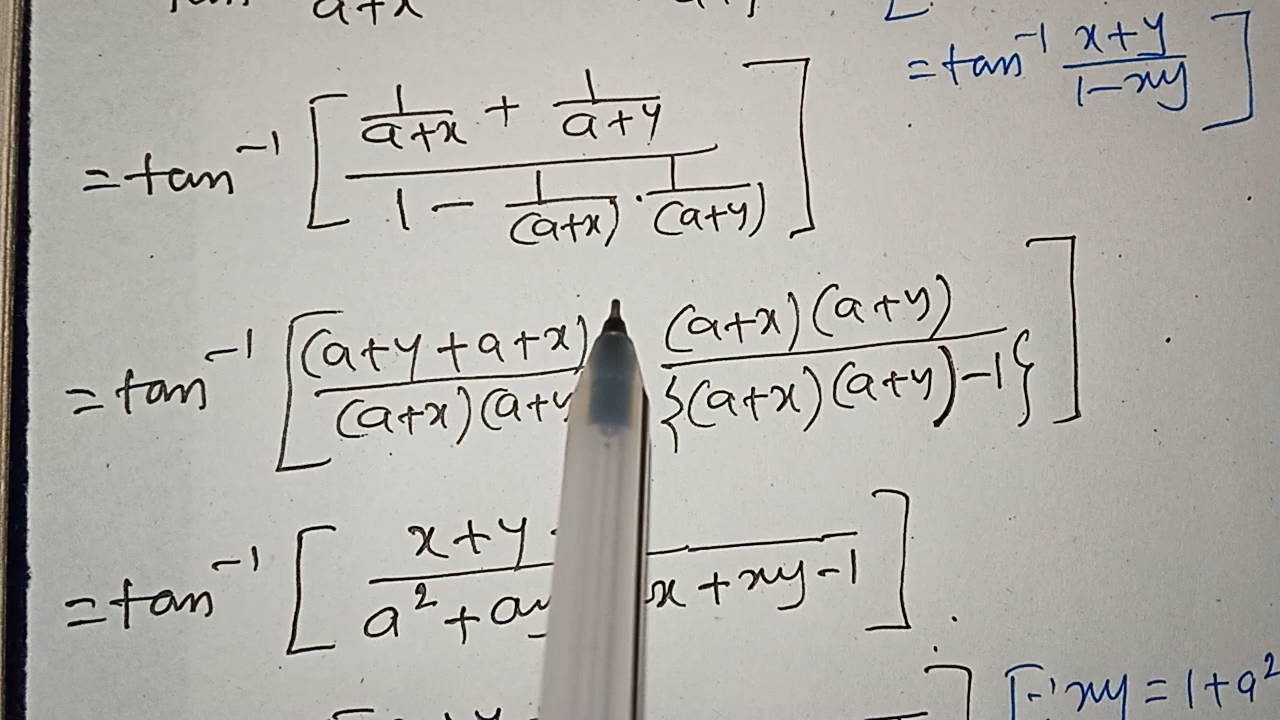 a+x
= tan⁻¹ (x+y)/(1-xy) ]
= tan⁻¹ [ (1/(a+x) + 1/(a+y)) / (1 - 1/(a+x) · 1/(a+y)) ]
= tan⁻¹ [ (a+y+a+x) / (a+x)(a+y (a+x)(a+y) / {(a+x)(a+y)-1} ]
= tan⁻¹ [ x+y / a²+ay x+xy-1 ].
[∵ xy = 1+a²